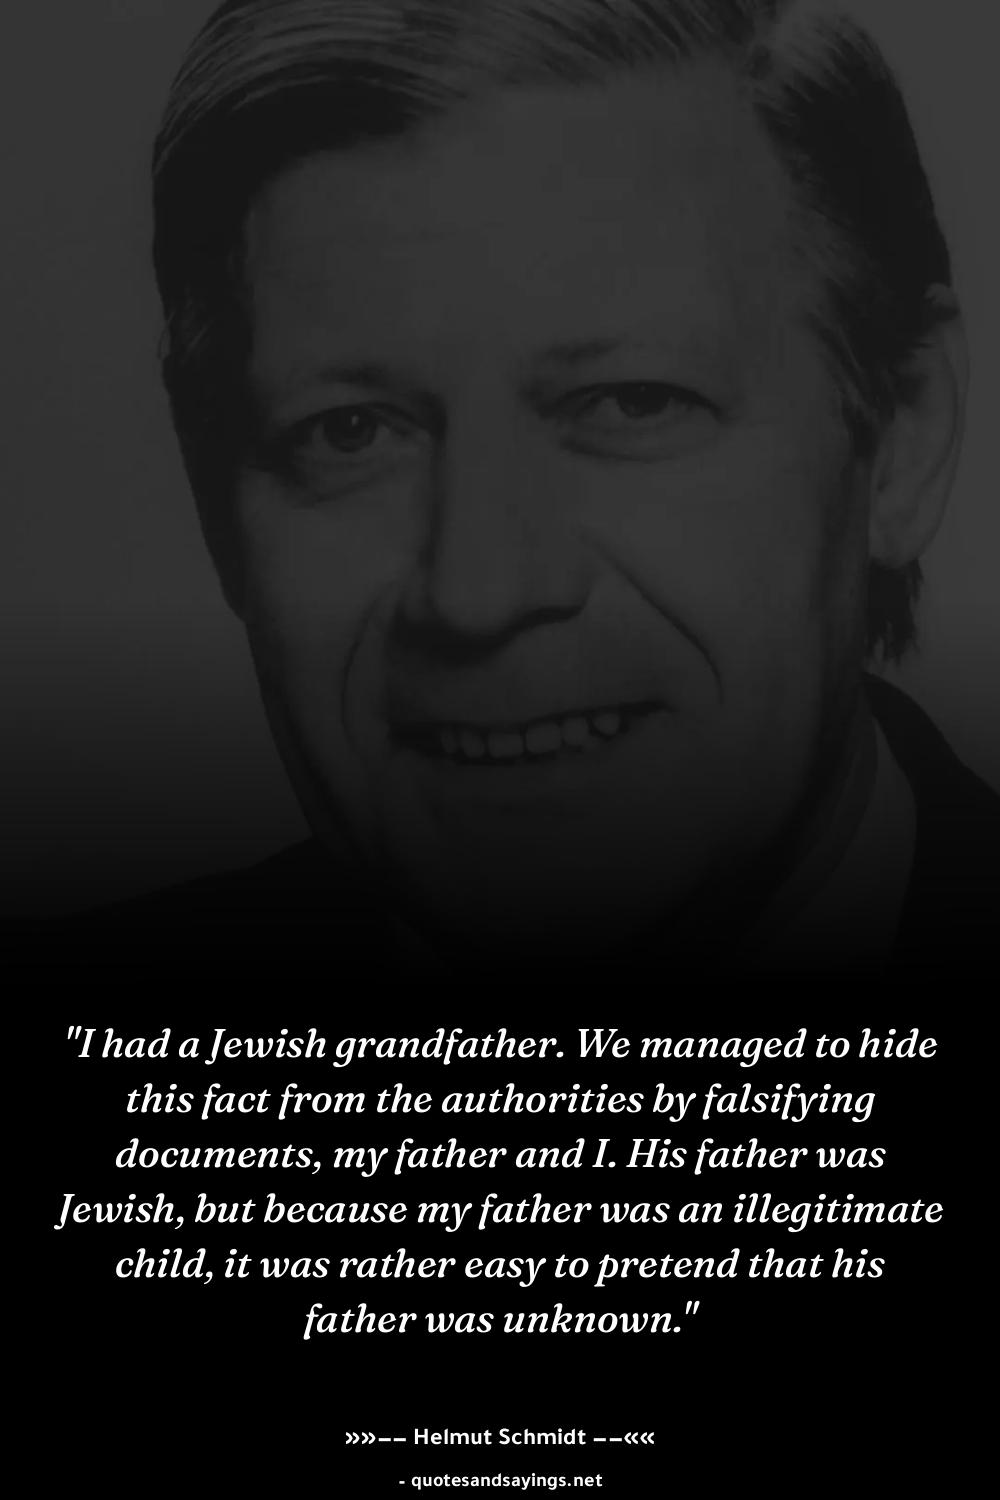 "I had a Jewish grandfather. We managed to hide
this fact from the authorities by falsifying
documents, my father and I. His father was
Jewish, but because my father was an illegitimate
child, it was rather easy to pretend that his
father was unknown."
»»–– Helmut Schmidt ––««
- quotesandsayings.net